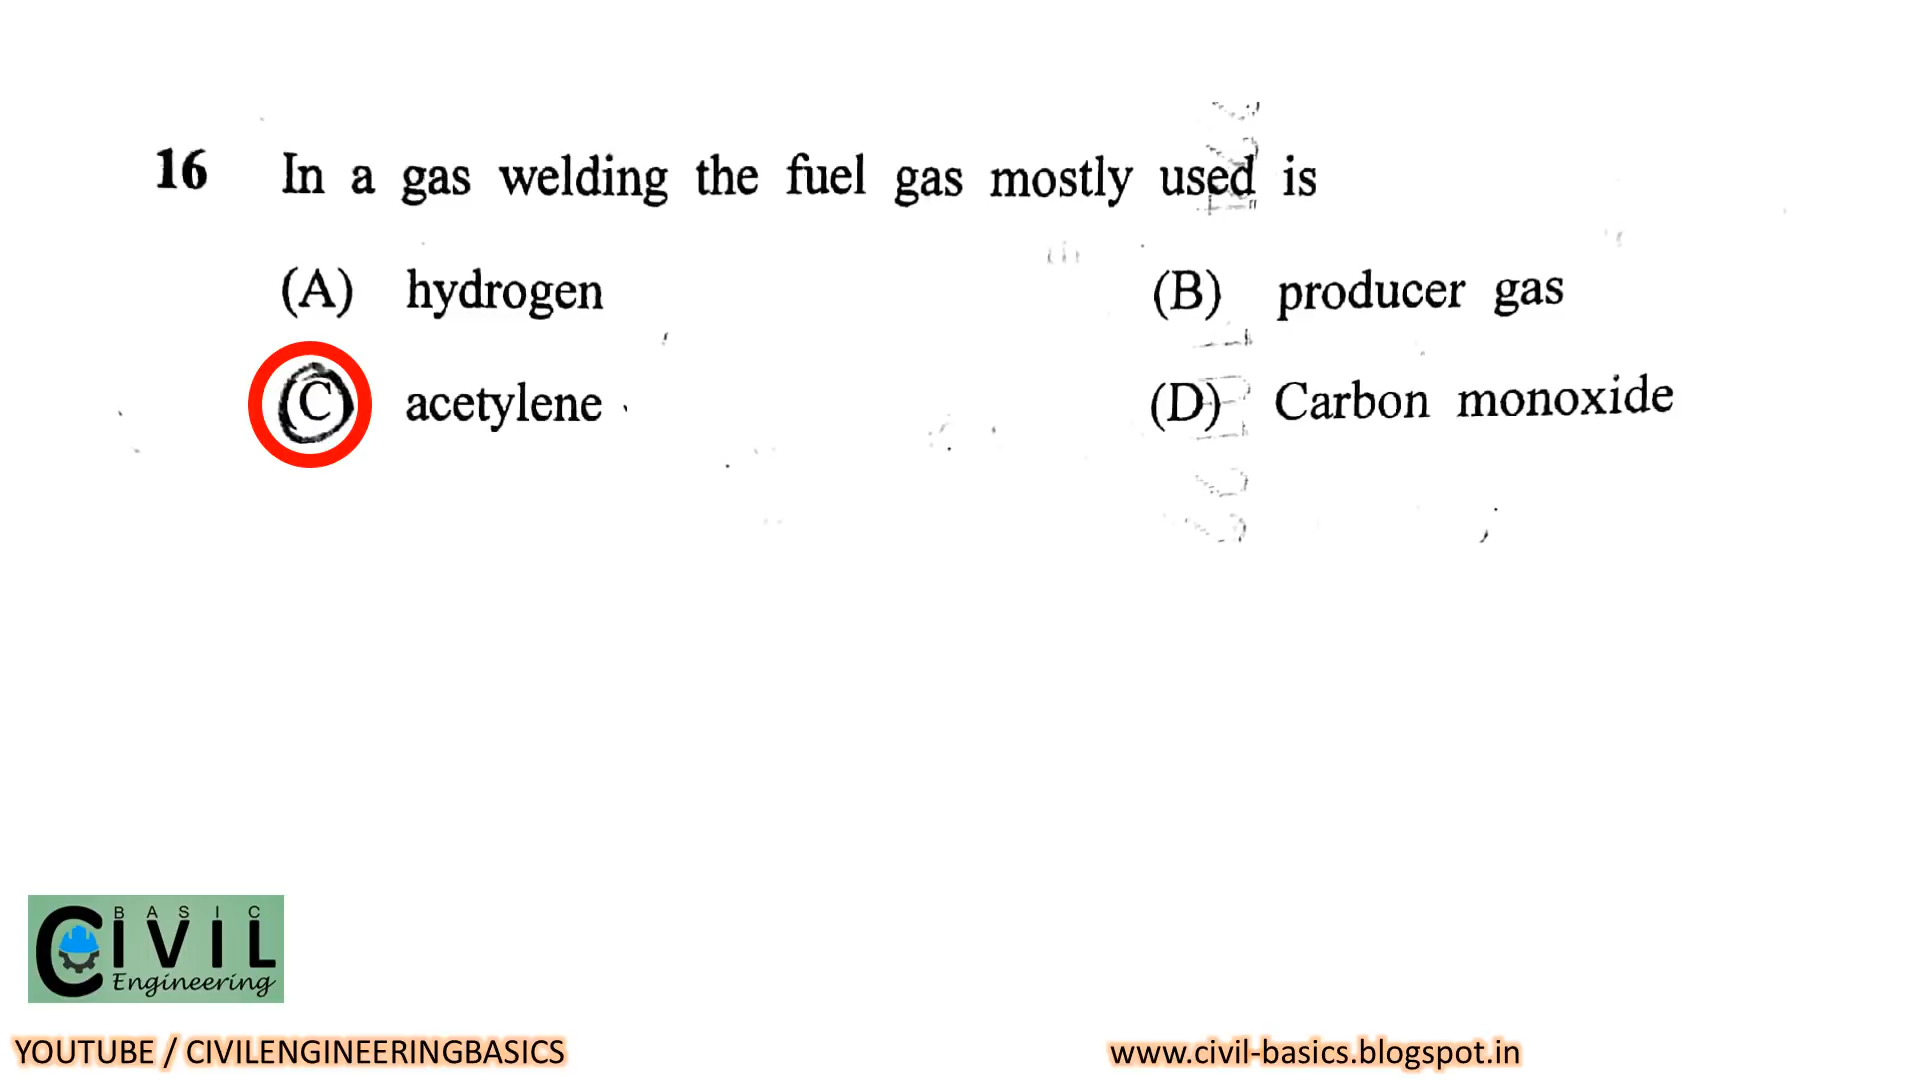 16 In a gas welding the fuel gas mostly used is
(A) hydrogen (B) producer gas
(C) acetylene (D) Carbon monoxide
BASIC
CIVIL
Engineering
YOUTUBE / CIVILENGINEERINGBASICS www.civil-basics.blogspot.in